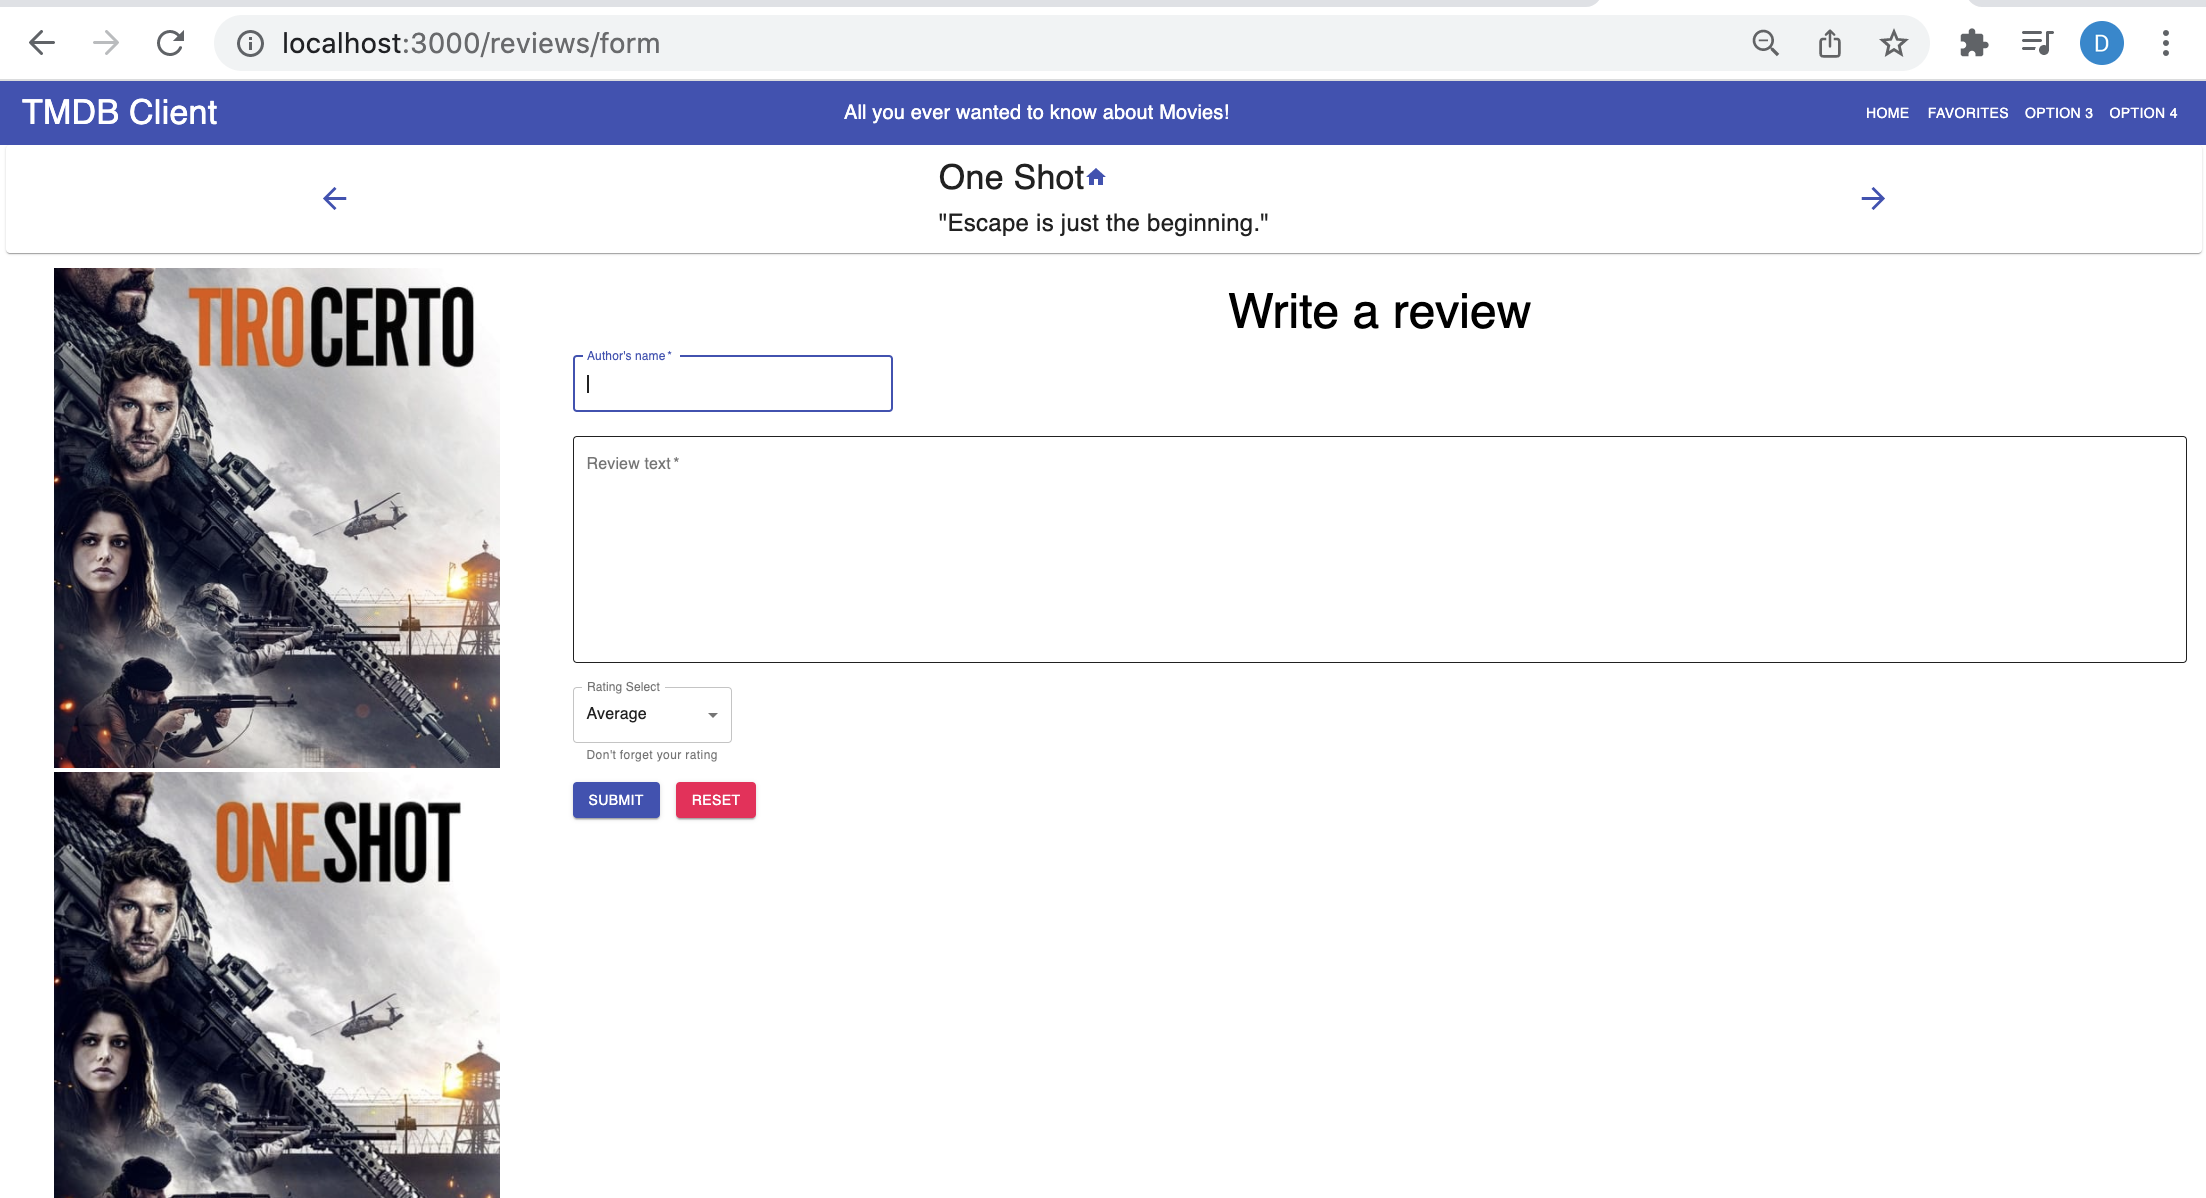 localhost:3000/reviews/form
D
TMDB Client
All you ever wanted to know about Movies!
HOME FAVORITES OPTION 3 OPTION 4
One Shot
"Escape is just the beginning."
TIRO CERTO
Write a review
Author's name *
Review text *
Rating Select
Average
Don't forget your rating
SUBMIT RESET
ONE SHOT